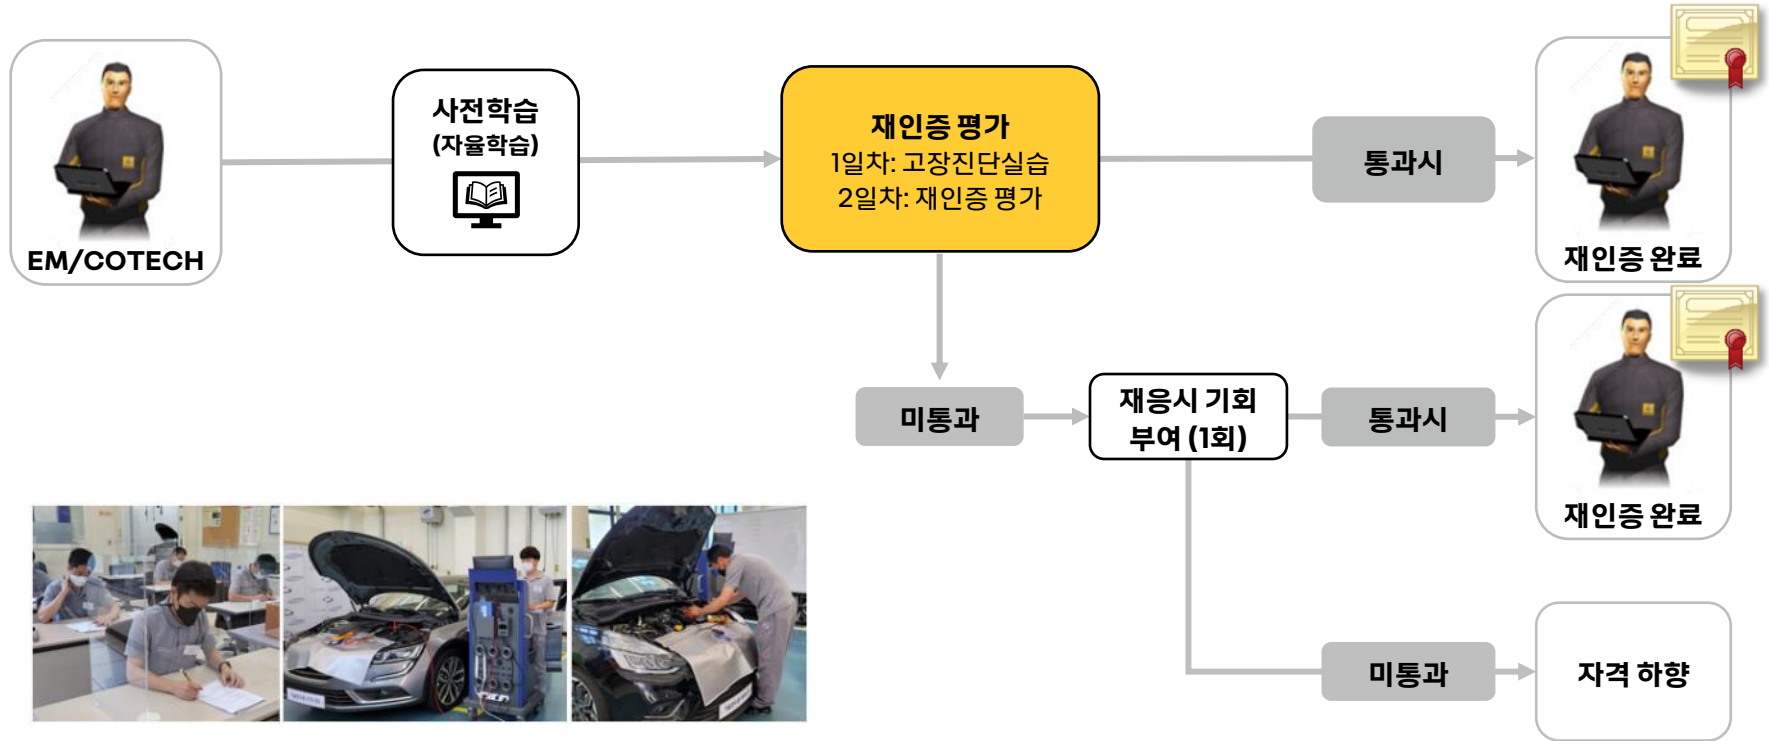 EM/COTECH
사전학습
(자율학습)
재인증 평가
1일차: 고장진단실습
2일차: 재인증 평가
통과시
재인증 완료
미통과
재응시 기회
부여 (1회)
통과시
재인증 완료
미통과
자격 하향